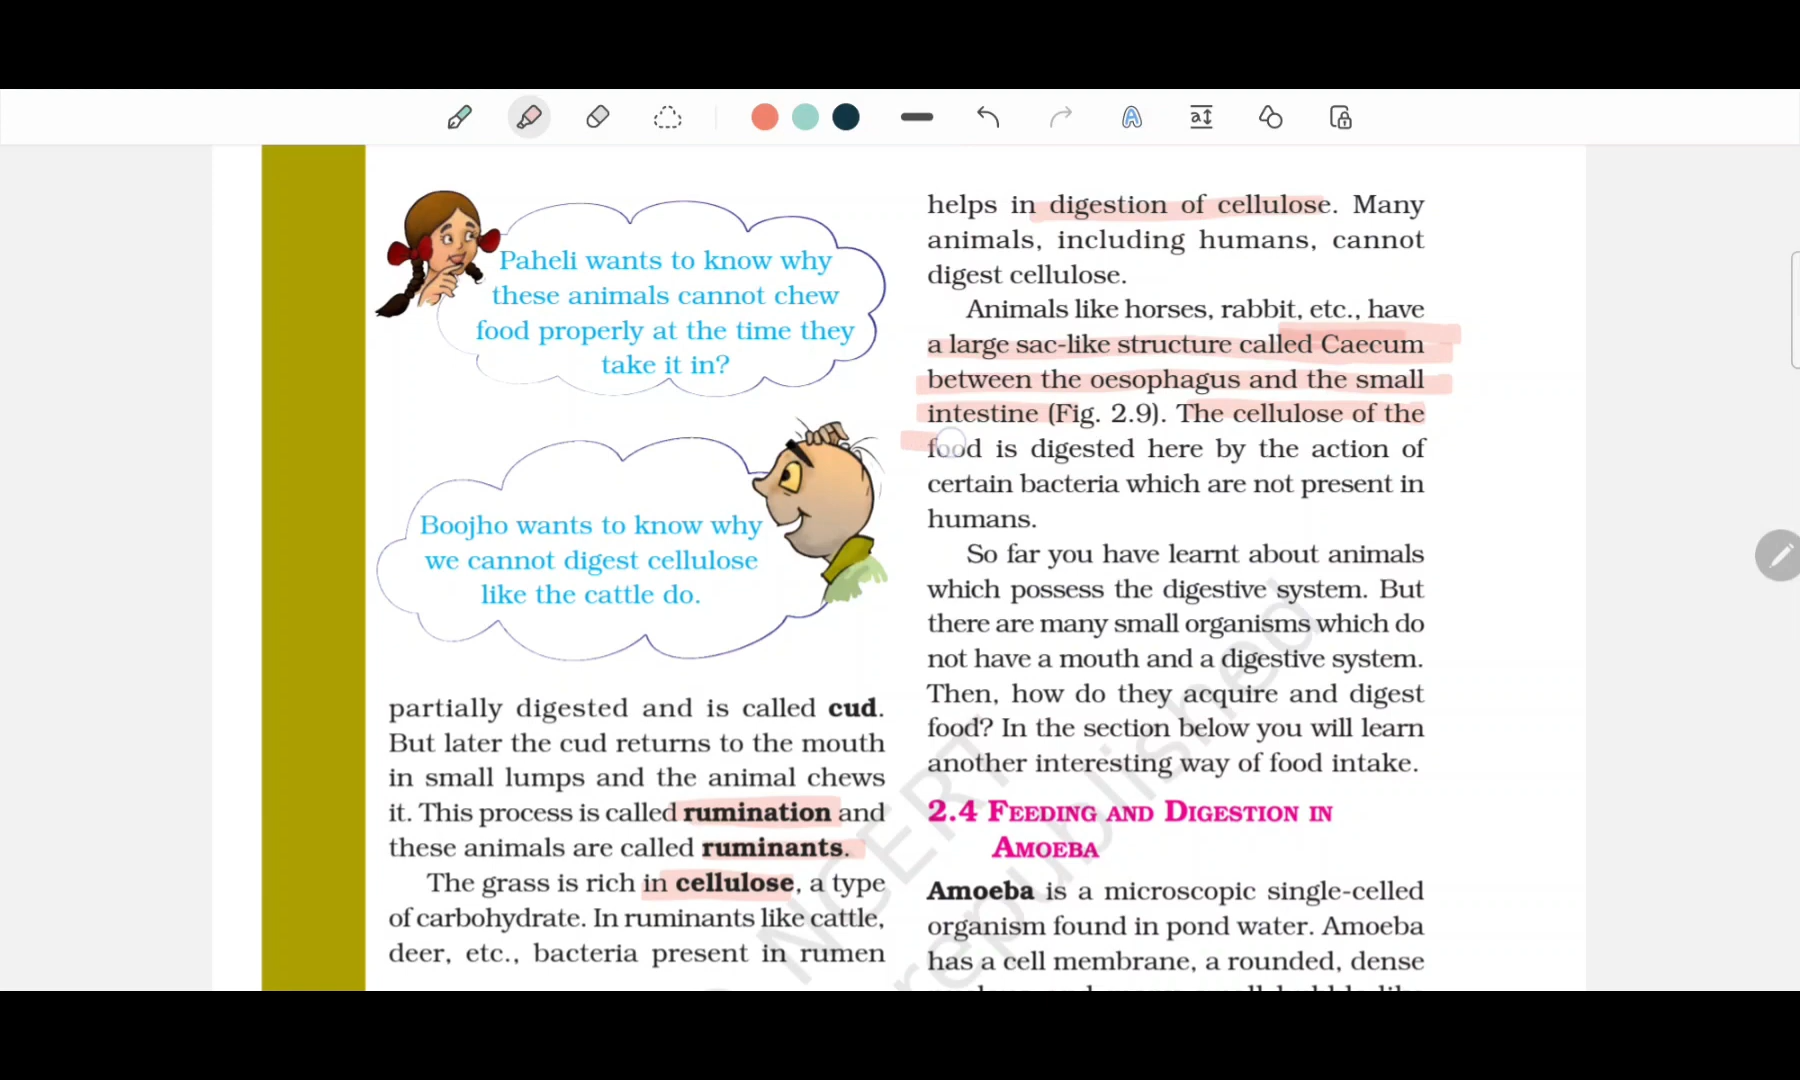 Paheli wants to know why
these animals cannot chew
food properly at the time they
take it in?
Boojho wants to know why
we cannot digest cellulose
like the cattle do.
partially digested and is called cud.
But later the cud returns to the mouth
in small lumps and the animal chews
it. This process is called rumination and
these animals are called ruminants.
The grass is rich in cellulose, a type
of carbohydrate. In ruminants like cattle,
deer, etc., bacteria present in rumen
helps in digestion of cellulose. Many
animals, including humans, cannot
digest cellulose.
Animals like horses, rabbit, etc., have
a large sac-like structure called Caecum
between the oesophagus and the small
intestine (Fig. 2.9). The cellulose of the
food is digested here by the action of
certain bacteria which are not present in
humans.
So far you have learnt about animals
which possess the digestive system. But
there are many small organisms which do
not have a mouth and a digestive system.
Then, how do they acquire and digest
food? In the section below you will learn
another interesting way of food intake.
2.4 FEEDING AND DIGESTION IN
AMOEBA
Amoeba is a microscopic single-celled
organism found in pond water. Amoeba
has a cell membrane, a rounded, dense
NCERT
republished